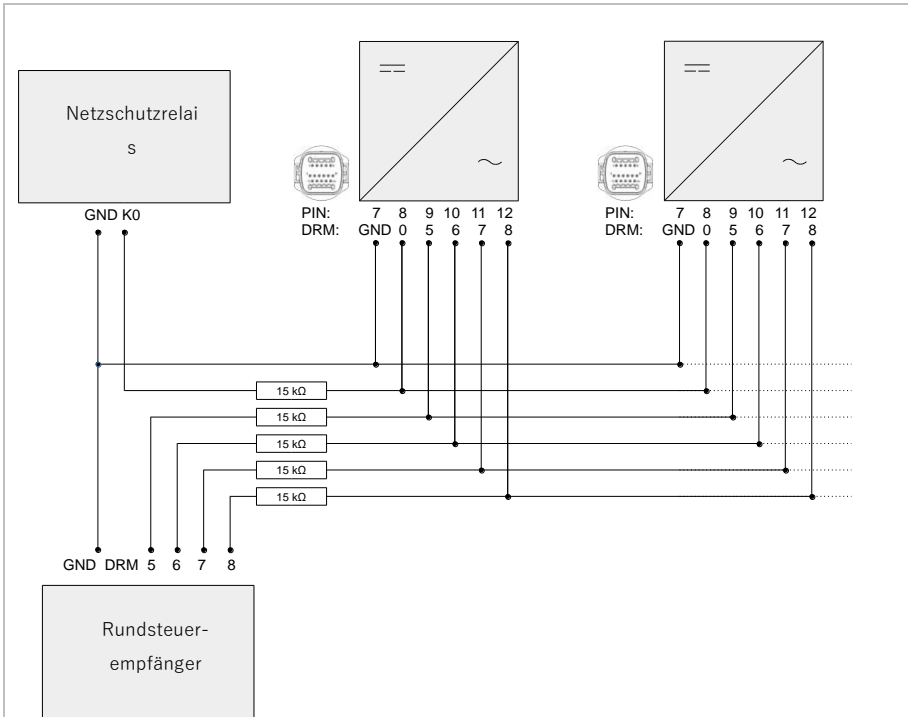 Netzschutzrelai
s
GND K0
PIN: 7 8 9 10 11 12
DRM: GND 0 5 6 7 8
PIN: 7 8 9 10 11 12
DRM: GND 0 5 6 7 8
15 kΩ
15 kΩ
15 kΩ
15 kΩ
15 kΩ
GND DRM 5 6 7 8
Rundsteuer-
empfänger